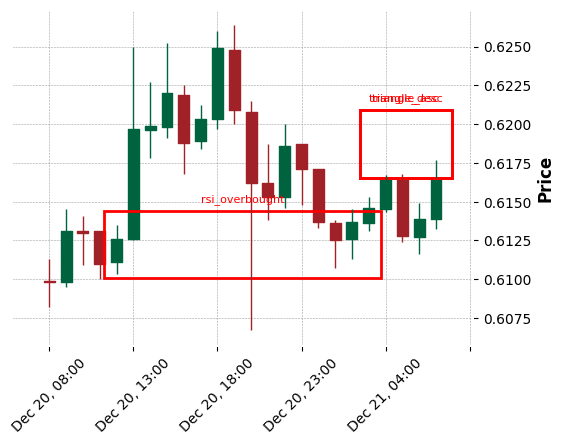 0.6250
0.6225
0.6200
0.6175
0.6150
0.6125
0.6100
0.6075
Price
rsi_overbought
Dec 20, 08:00
Dec 20, 13:00
Dec 20, 18:00
Dec 20, 23:00
Dec 21, 04:00